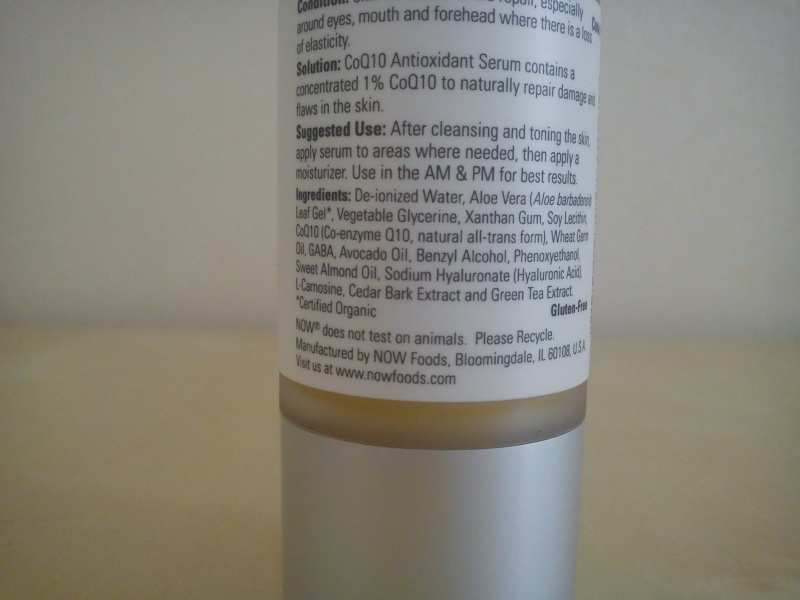 Condition: repair, especially
around eyes, mouth and forehead where there is a loss
of elasticity.
Solution: CoQ10 Antioxidant Serum contains a
concentrated 1% CoQ10 to naturally repair damage and
flaws in the skin.
Suggested Use: After cleansing and toning the skin,
apply serum to areas where needed, then apply a
moisturizer. Use in the AM & PM for best results.
Ingredients: De-ionized Water, Aloe Vera (Aloe barbadensis)
Leaf Gel*, Vegetable Glycerine, Xanthan Gum, Soy Lecithin,
CoQ10 (Co-enzyme Q10, natural all-trans form), Wheat Germ
Oil, GABA, Avocado Oil, Benzyl Alcohol, Phenoxyethanol,
Sweet Almond Oil, Sodium Hyaluronate (Hyaluronic Acid),
L-Carnosine, Cedar Bark Extract and Green Tea Extract.
*Certified Organic
Gluten-Free
NOW® does not test on animals. Please Recycle.
Manufactured by NOW Foods, Bloomingdale, IL 60108, U.S.A.
Visit us at www.nowfoods.com